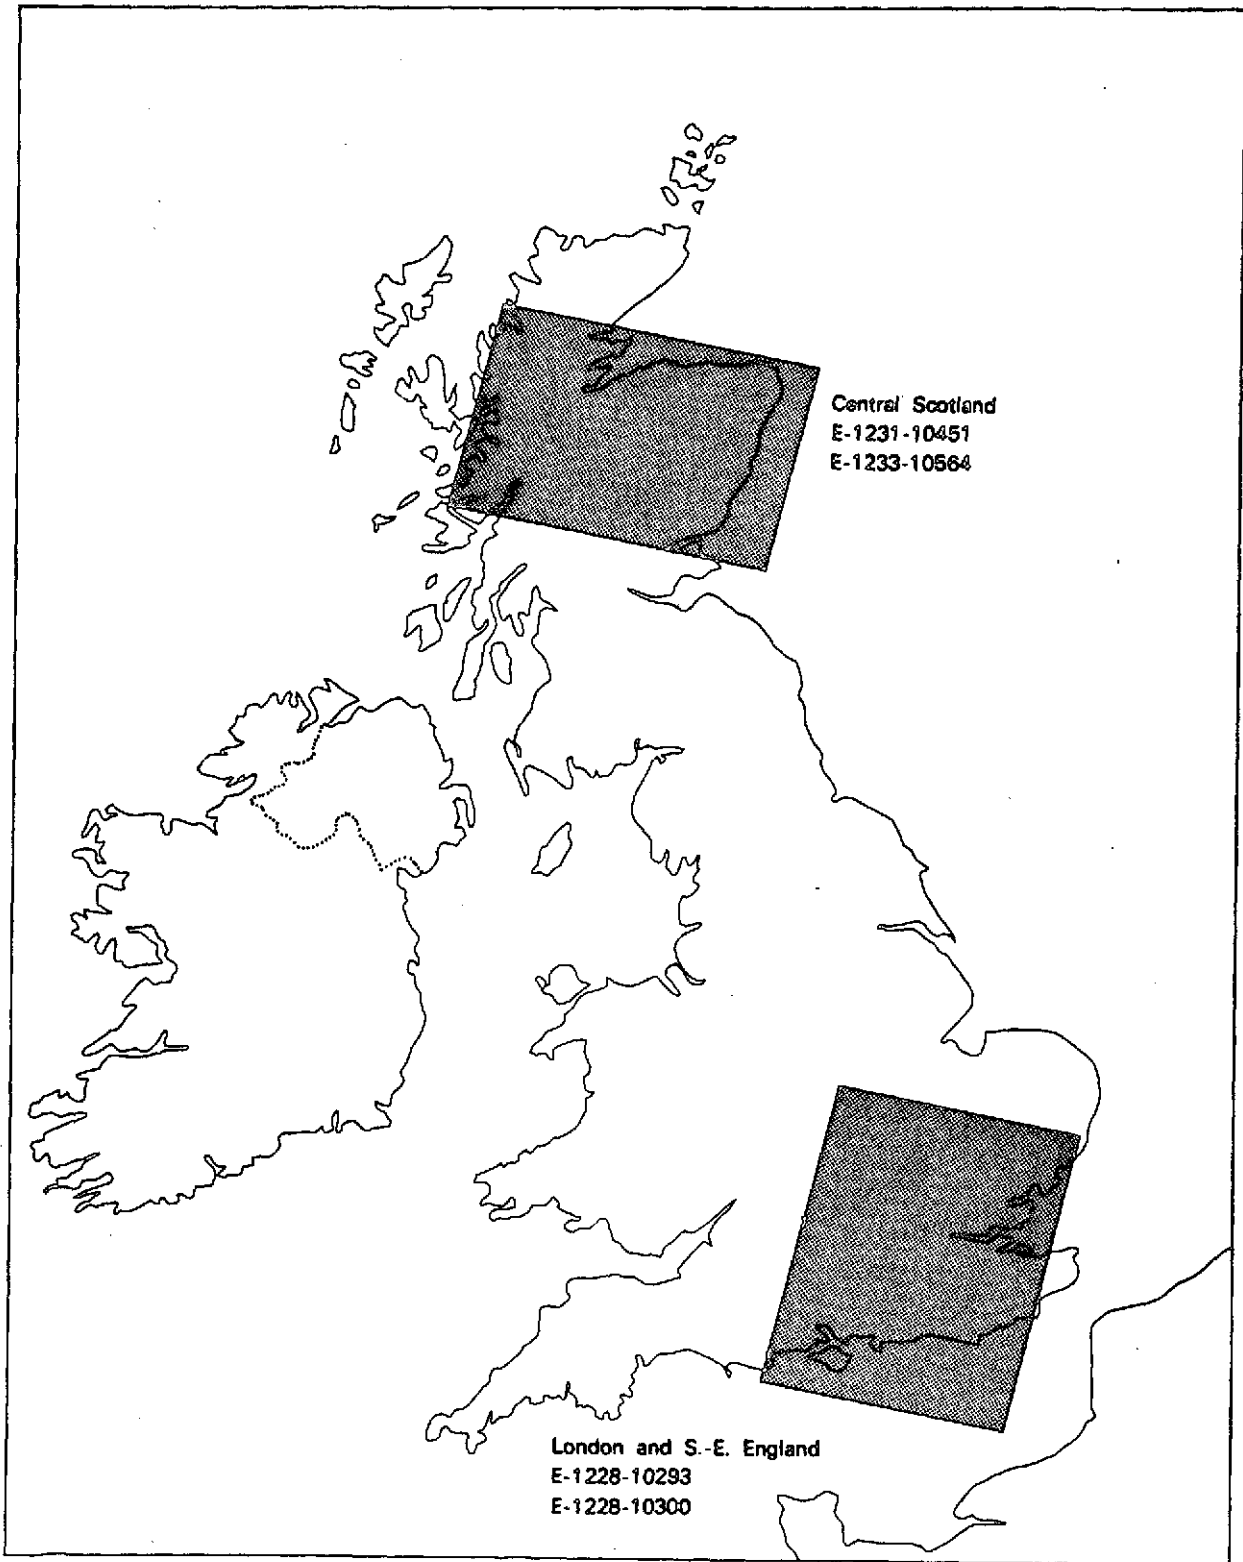 Central Scotland
E-1231-10451
E-1233-10564
London and S.-E. England
E-1228-10293
E-1228-10300